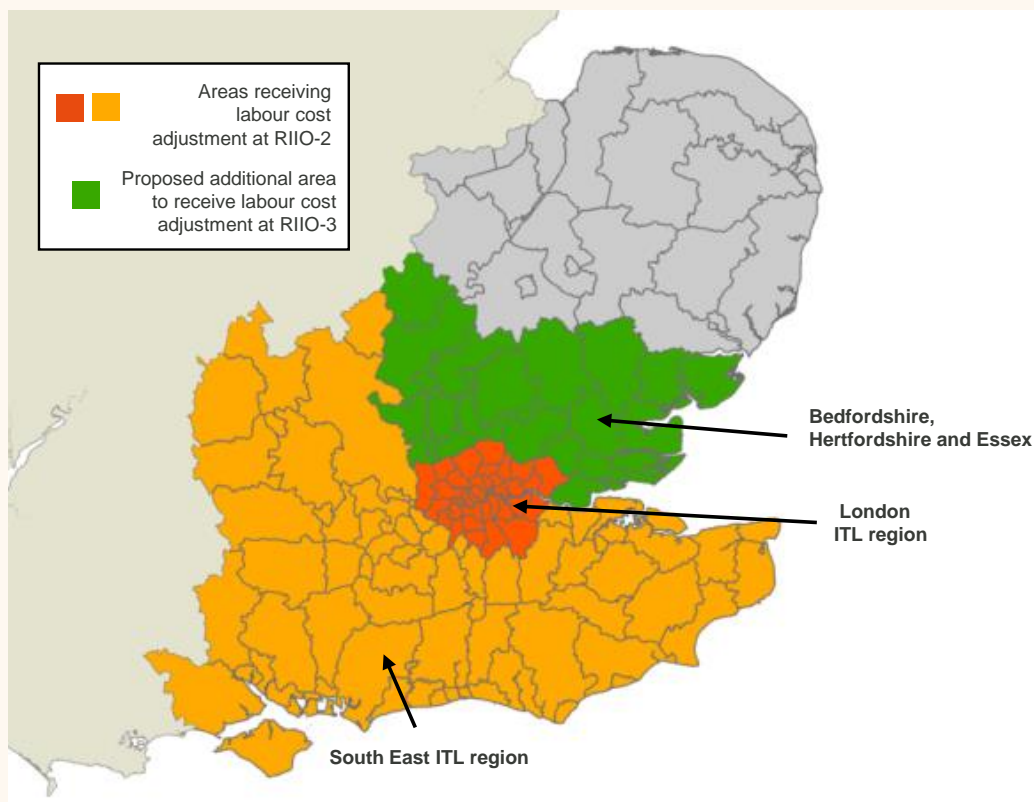 Areas receiving
labour cost
adjustment at RIIO-2
Proposed additional area
to receive labour cost
adjustment at RIIO-3
Bedfordshire,
Hertfordshire and Essex
London
ITL region
South East ITL region